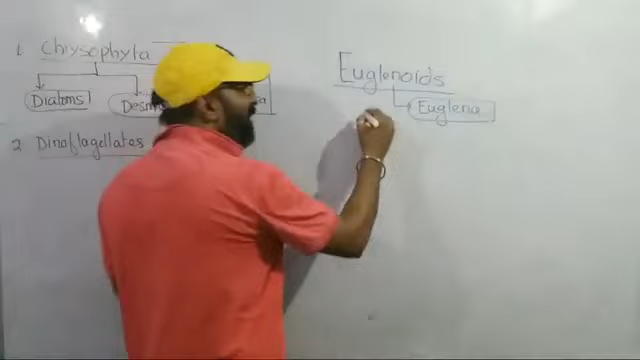 1. Chrysophyta
Diatoms
2 Dinoflagellates
Euglenoids
Euglena